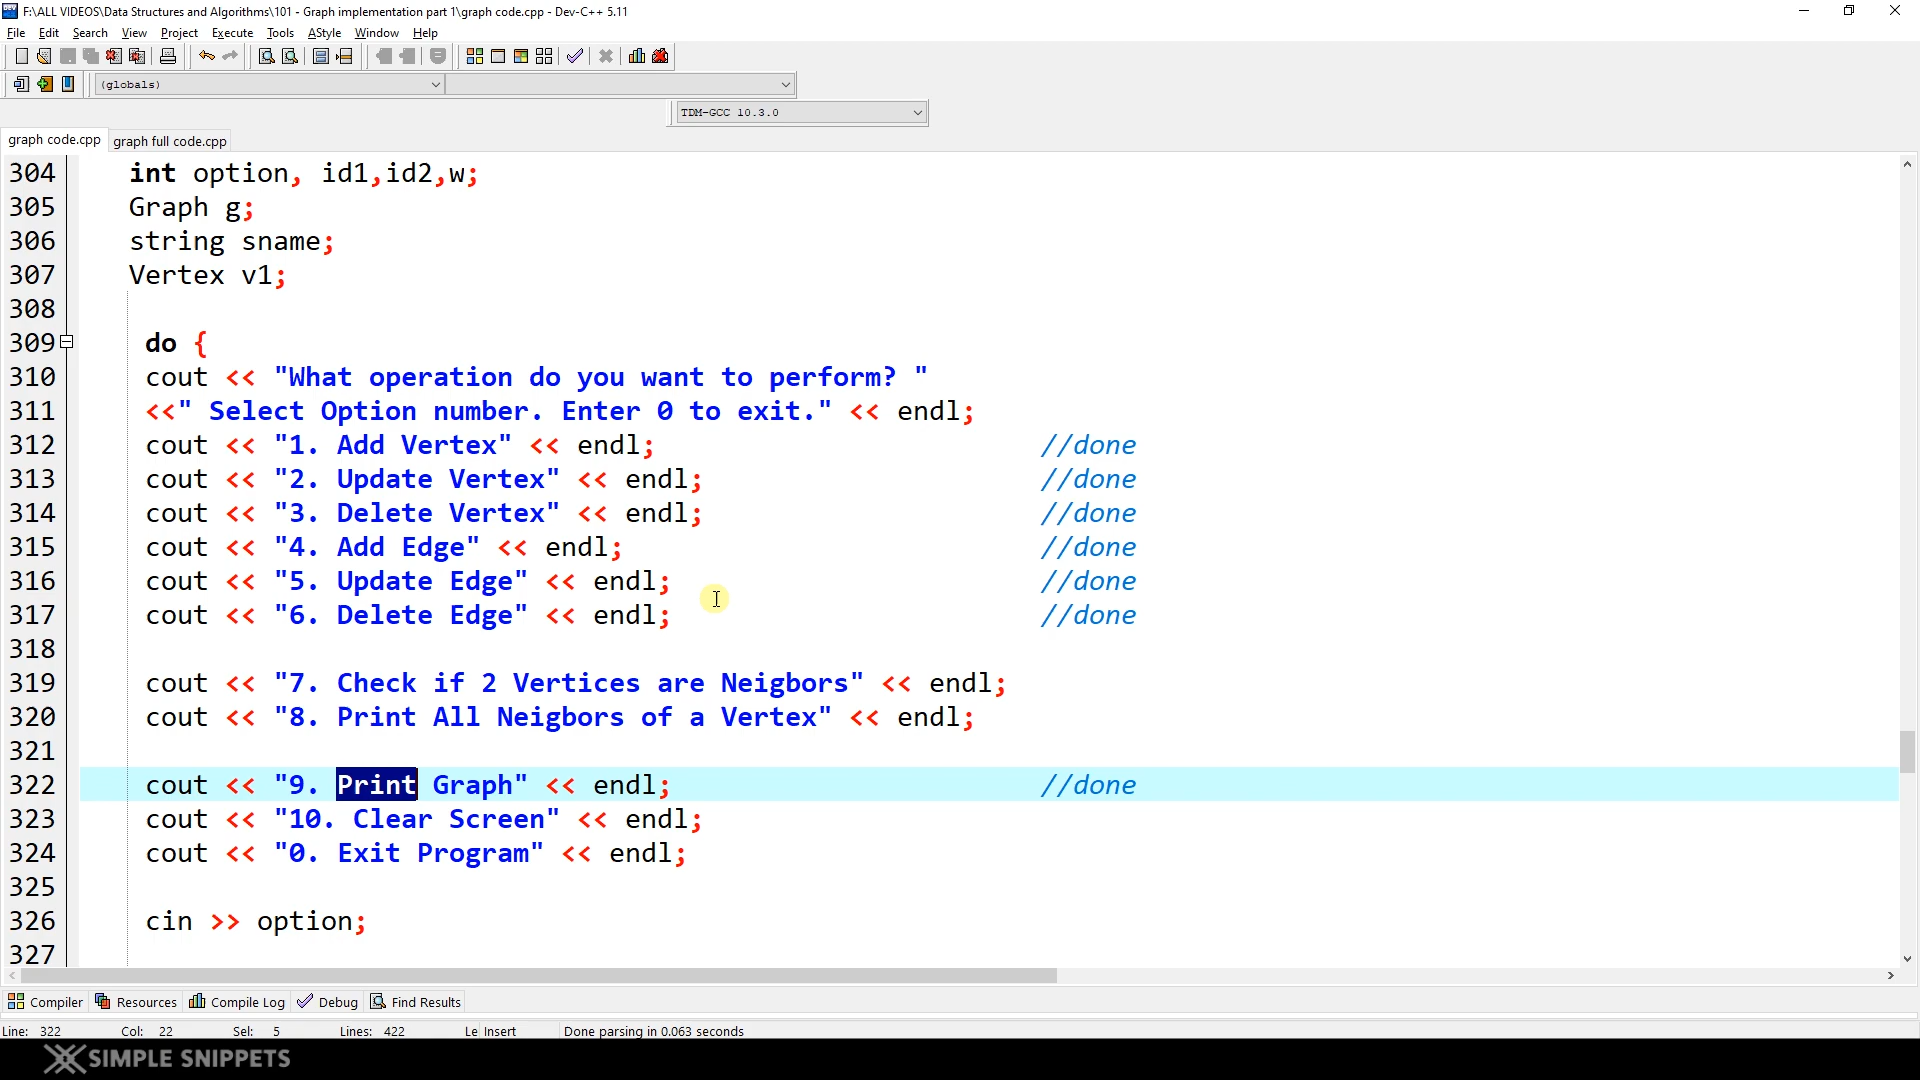 F:\ALL VIDEOS\Data Structures and Algorithms\101 - Graph implementation part 1\graph code.cpp - Dev-C++ 5.11
File Edit Search View Project Execute Tools AStyle Window Help
(globals)
TDM-GCC 10.3.0
graph code.cpp graph full code.cpp
304 int option, id1,id2,w;
305 Graph g;
306 string sname;
307 Vertex v1;
308
309 do {
310 cout << "What operation do you want to perform? "
311 <<" Select Option number. Enter 0 to exit." << endl;
312 cout << "1. Add Vertex" << endl; //done
313 cout << "2. Update Vertex" << endl; //done
314 cout << "3. Delete Vertex" << endl; //done
315 cout << "4. Add Edge" << endl; //done
316 cout << "5. Update Edge" << endl; //done
317 cout << "6. Delete Edge" << endl; //done
318
319 cout << "7. Check if 2 Vertices are Neigbors" << endl;
320 cout << "8. Print All Neigbors of a Vertex" << endl;
321
322 cout << "9. Print Graph" << endl; //done
323 cout << "10. Clear Screen" << endl;
324 cout << "0. Exit Program" << endl;
325
326 cin >> option;
327
Compiler Resources Compile Log Debug Find Results
Line: 322 Col: 22 Sel: 5 Lines: 422 Le Insert Done parsing in 0.063 seconds
SIMPLE SNIPPETS